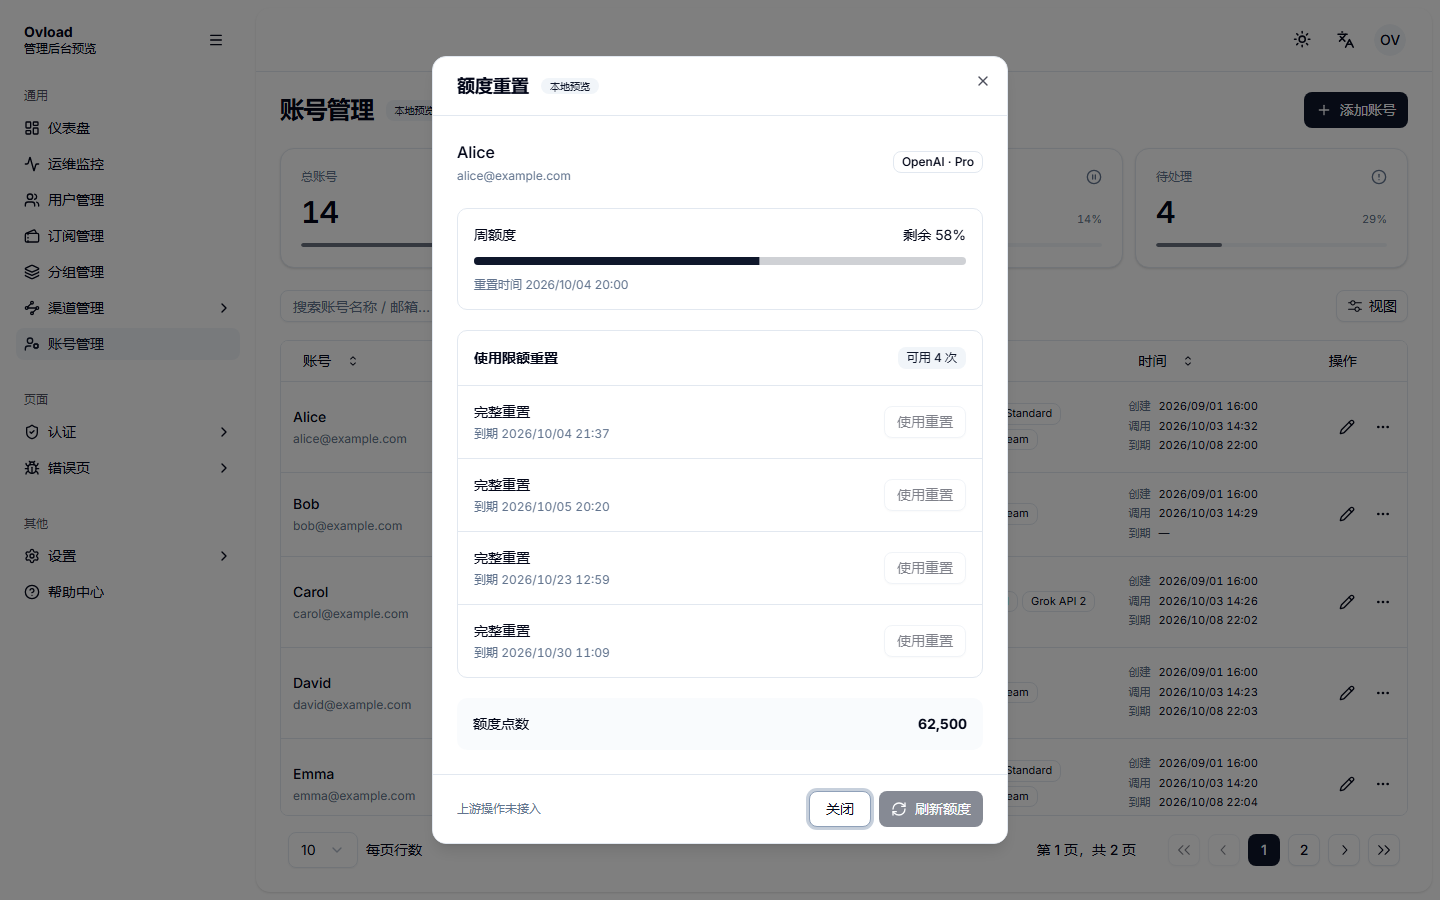 Ovload
管理后台预览
通用
仪表盘
运维监控
用户管理
订阅管理
分组管理
渠道管理
账号管理
页面
认证
错误页
其他
设置
帮助中心
OV
账号管理 本地预览
添加账号
总账号
14
14%
待处理
4
29%
搜索账号名称 / 邮箱...
视图
账号 时间 操作
Alice
alice@example.com
Standard
eam
创建 2026/09/01 16:00
调用 2026/10/03 14:32
到期 2026/10/08 22:00
Bob
bob@example.com
eam
创建 2026/09/01 16:00
调用 2026/10/03 14:29
到期 —
Carol
carol@example.com
Grok API 2
创建 2026/09/01 16:00
调用 2026/10/03 14:26
到期 2026/10/08 22:02
David
david@example.com
eam
创建 2026/09/01 16:00
调用 2026/10/03 14:23
到期 2026/10/08 22:03
Emma
emma@example.com
Standard
eam
创建 2026/09/01 16:00
调用 2026/10/03 14:20
到期 2026/10/08 22:04
10 每页行数
第 1 页，共 2 页
1 2
额度重置 本地预览
Alice
alice@example.com
OpenAI · Pro
周额度 剩余 58%
重置时间 2026/10/04 20:00
使用限额重置 可用 4 次
完整重置
到期 2026/10/04 21:37
使用重置
完整重置
到期 2026/10/05 20:20
使用重置
完整重置
到期 2026/10/23 12:59
使用重置
完整重置
到期 2026/10/30 11:09
使用重置
额度点数 62,500
上游操作未接入
关闭
刷新额度